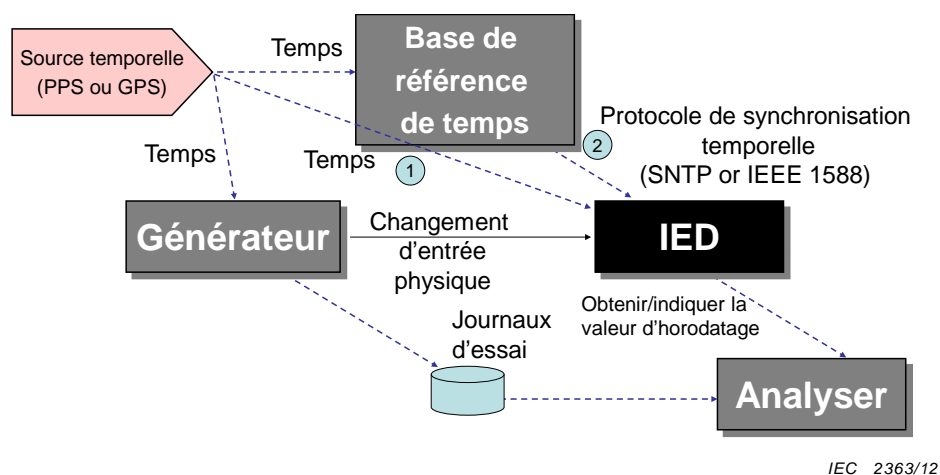 Source temporelle
(PPS ou GPS)
Temps
Base de
référence
de temps
Temps
Temps
1
2
Protocole de synchronisation
temporelle
(SNTP or IEEE 1588)
Générateur
Changement
d'entrée
physique
IED
Obtenir/indiquer la
valeur d'horodatage
Journaux
d'essai
Analyser
IEC 2363/12